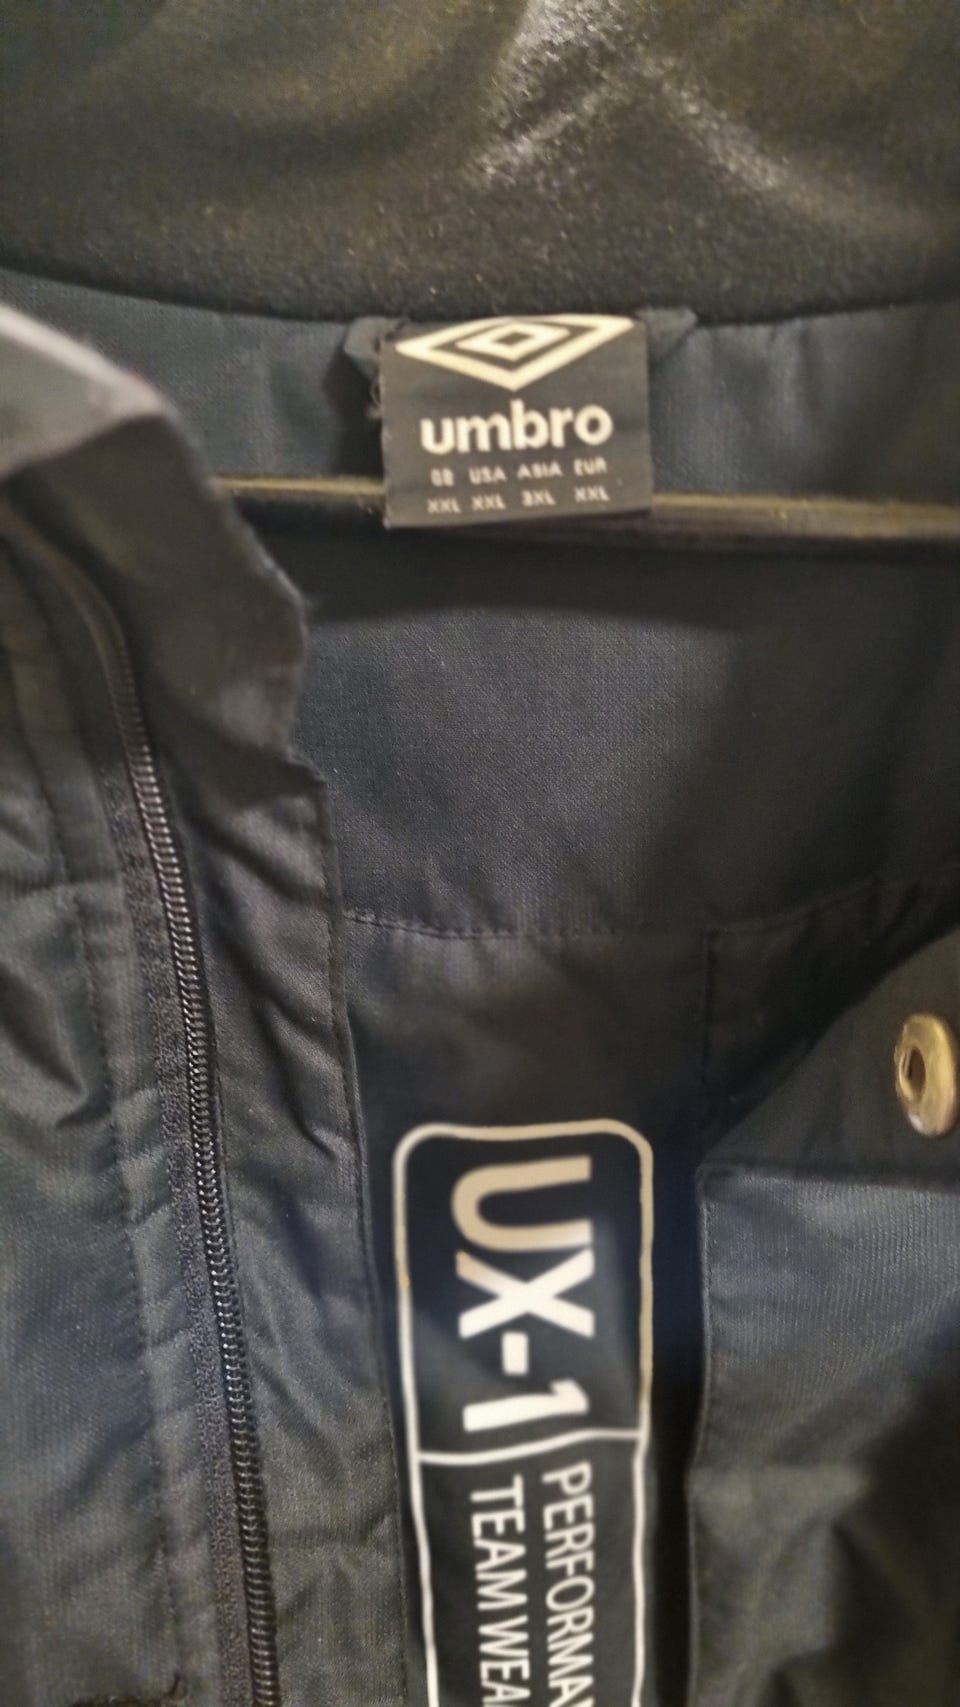 umbro
GB USA ASIA EUR
XXL XXL 3XL XXL
UX-1
PERFORMA
TEAM WEA